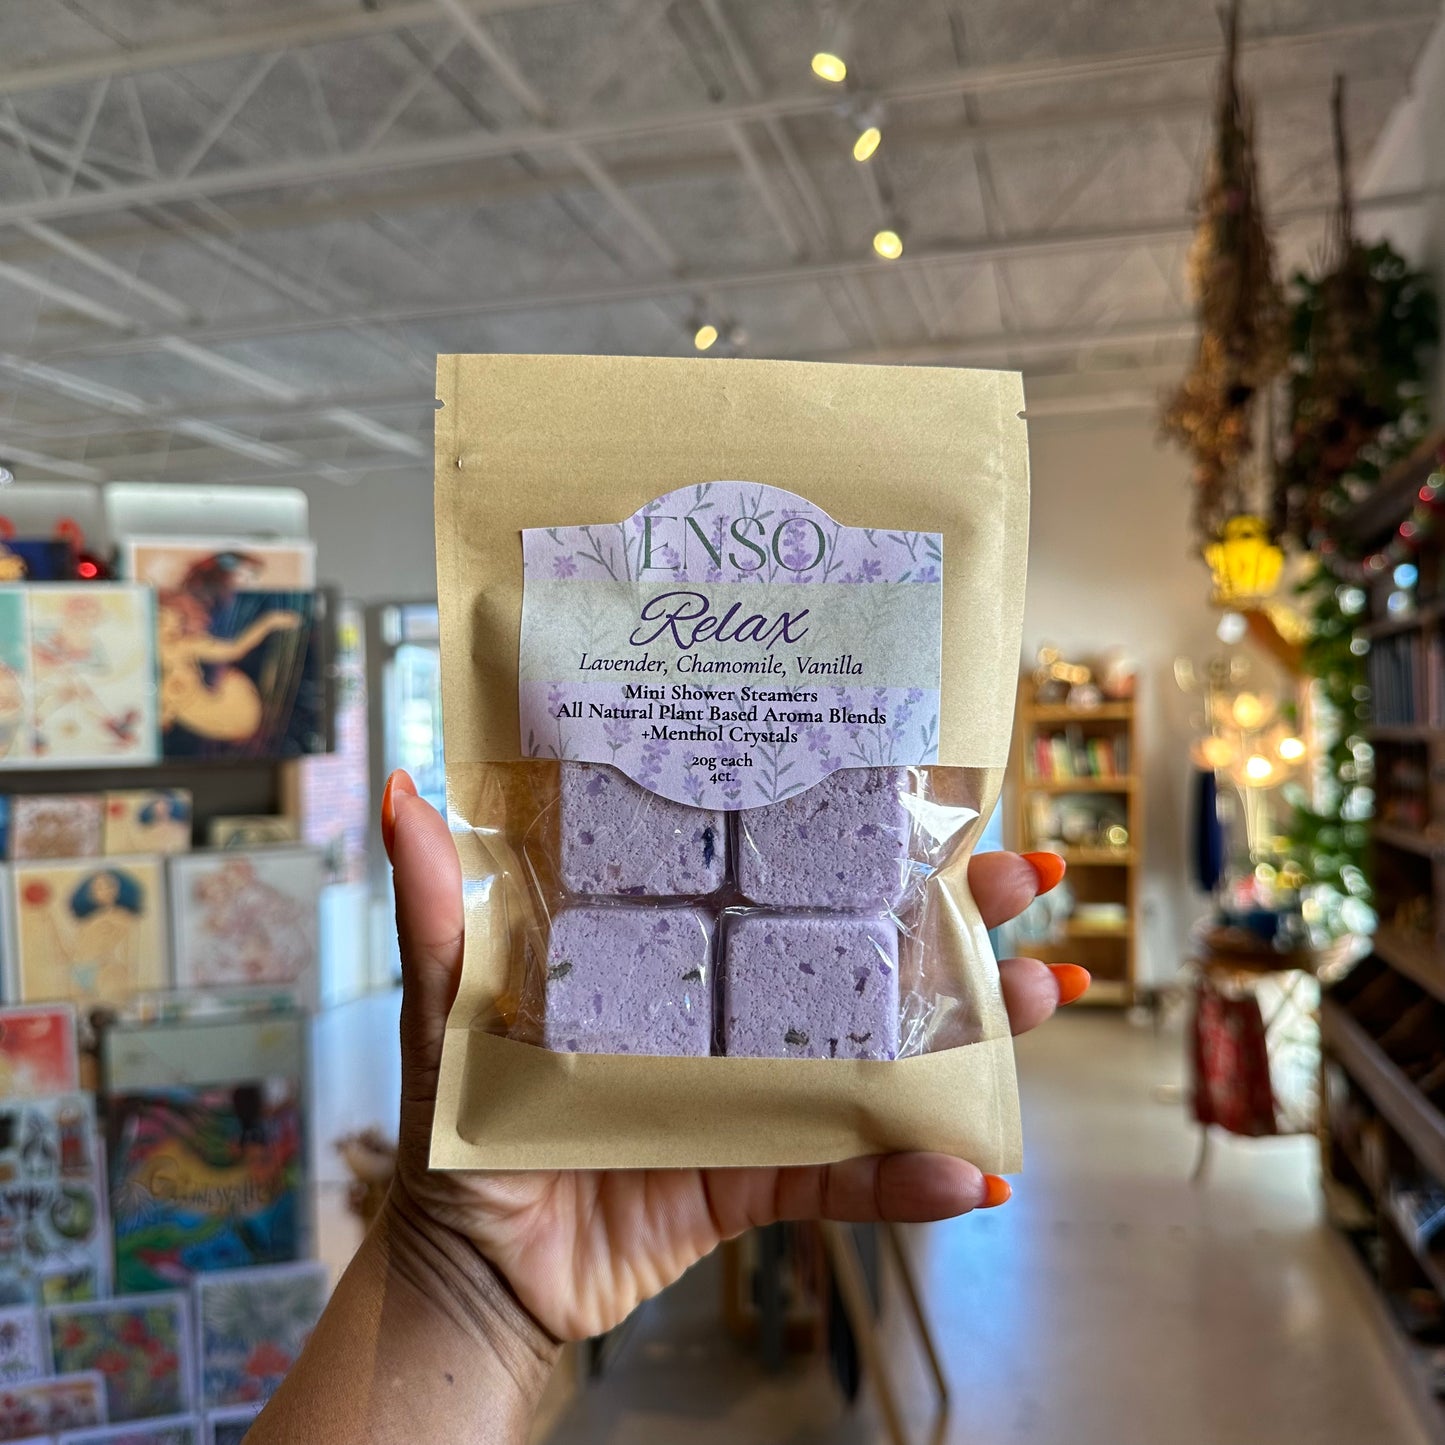 ENSŌ
Relax
Lavender, Chamomile, Vanilla
Mini Shower Steamers
All Natural Plant Based Aroma Blends
+Menthol Crystals
20g each
4ct.